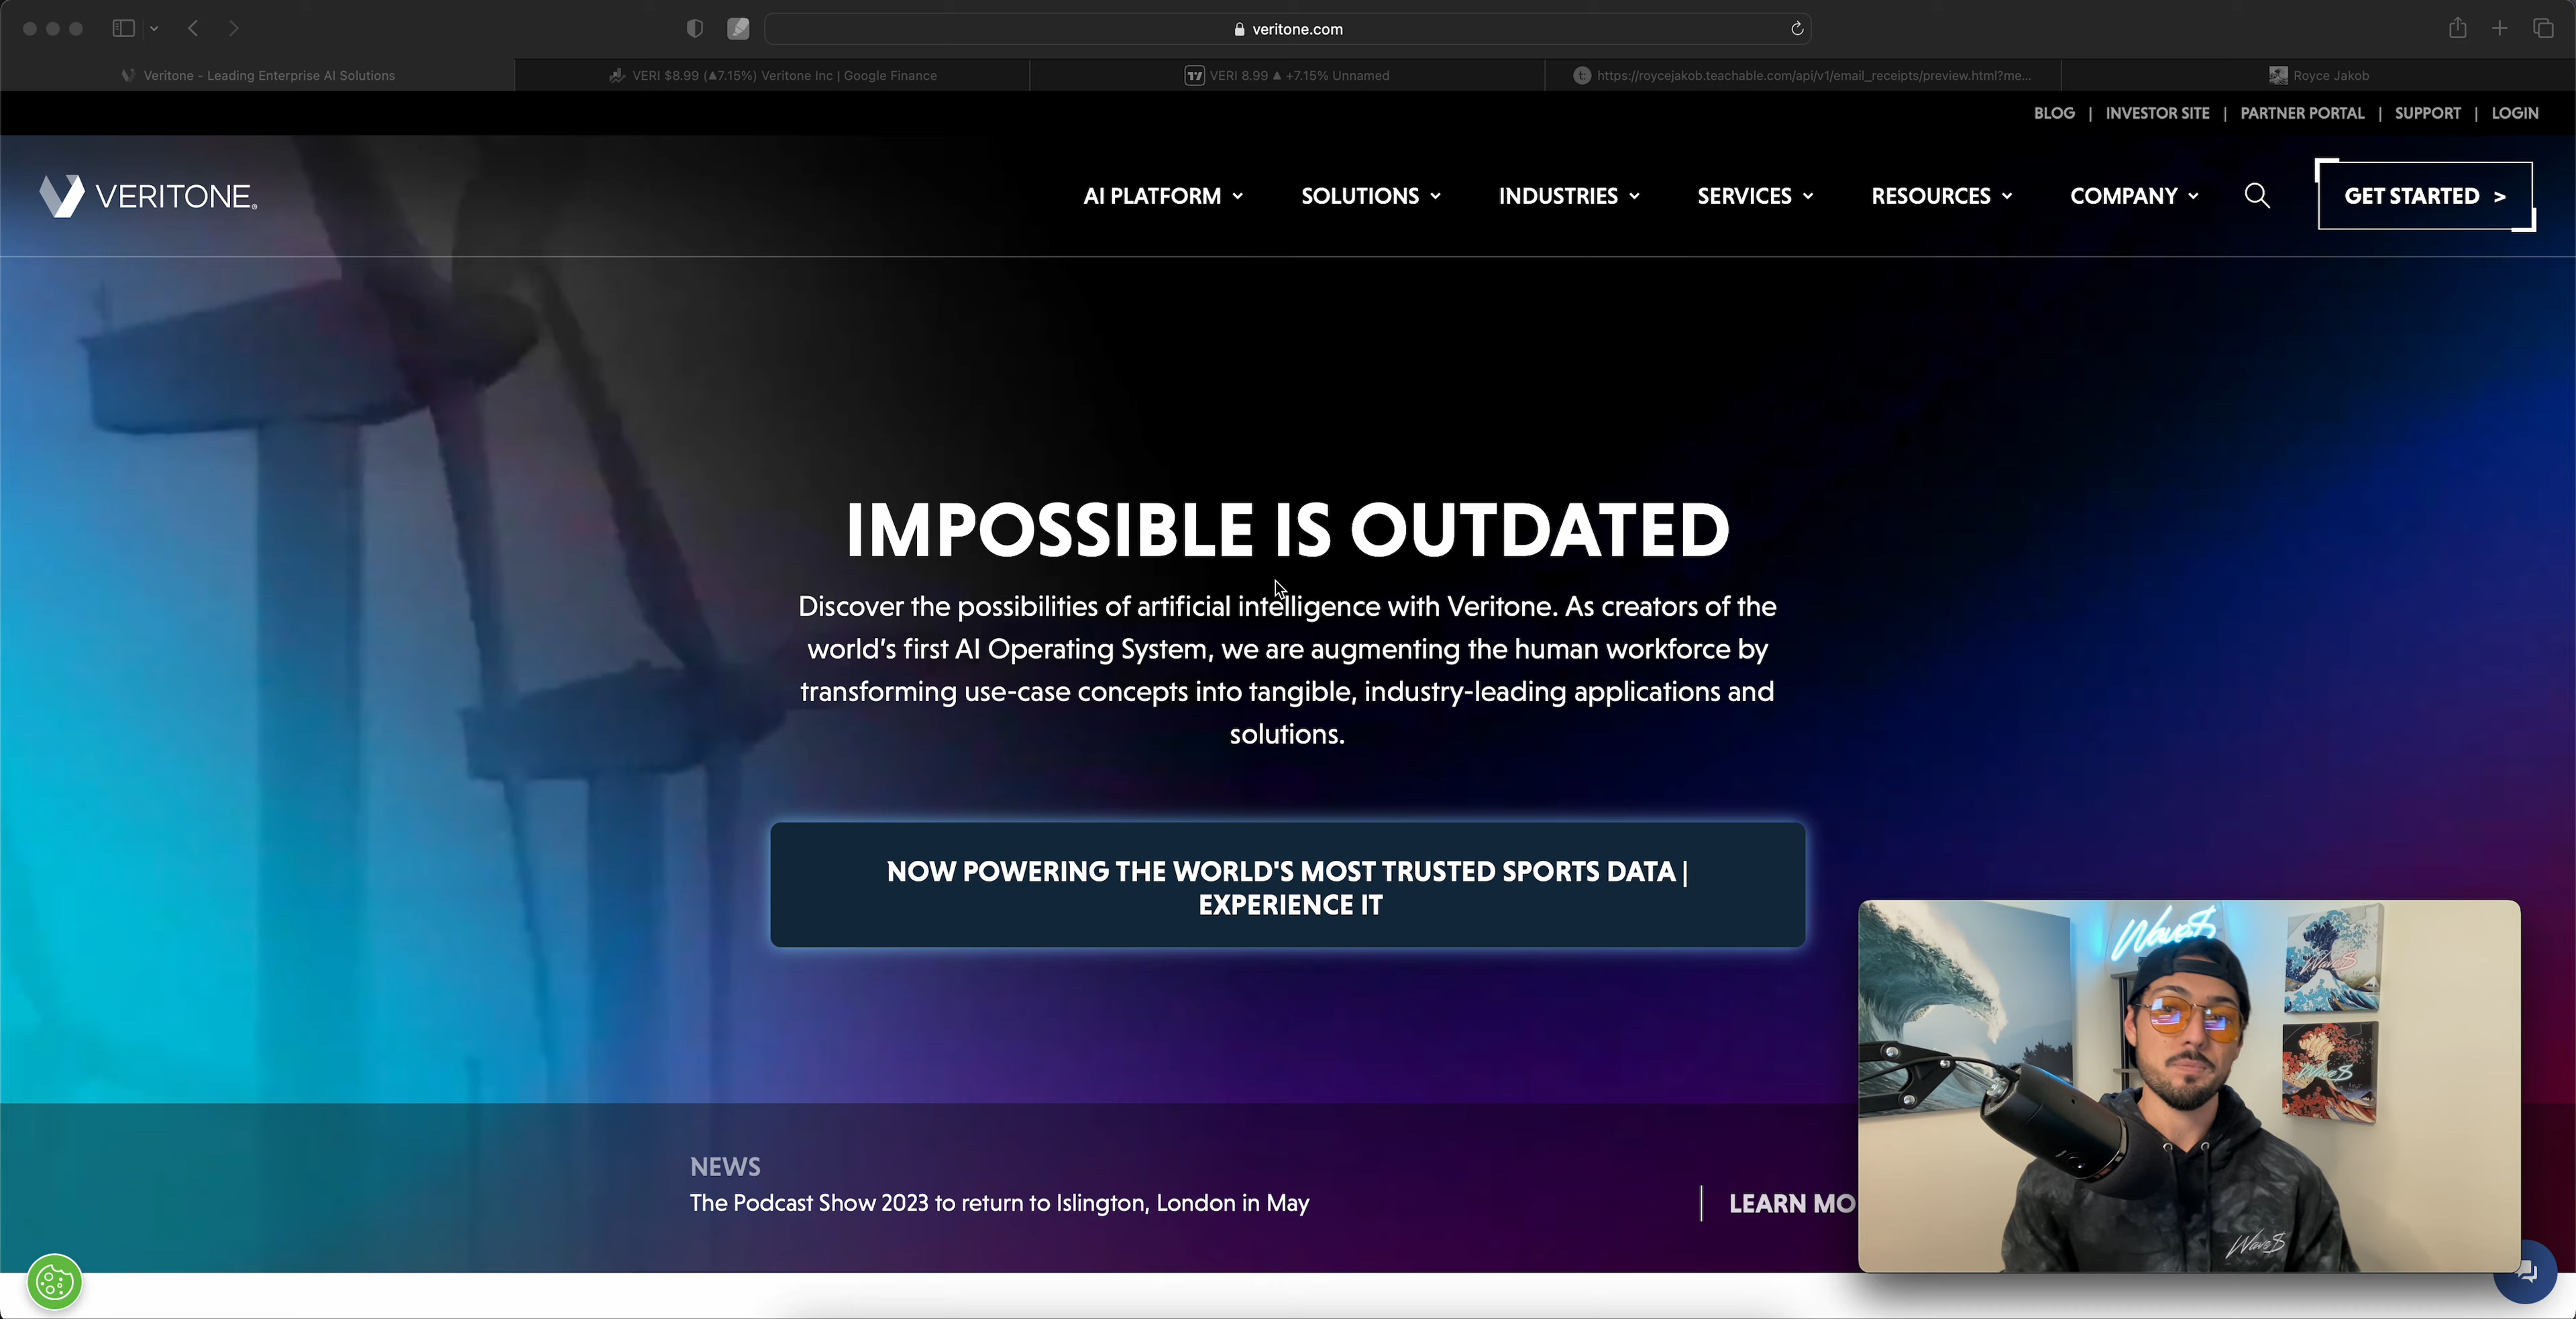 veritone.com
Veritone - Leading Enterprise AI Solutions
VERI $8.99 (▲7.15%) Veritone Inc | Google Finance
VERI 8.99 ▲ +7.15% Unnamed
https://roycejakob.teachable.com/api/v1/email_receipts/preview.html?me...
Royce Jakob
BLOG | INVESTOR SITE | PARTNER PORTAL | SUPPORT | LOGIN
VERITONE®
AI PLATFORM
SOLUTIONS
INDUSTRIES
SERVICES
RESOURCES
COMPANY
GET STARTED >
IMPOSSIBLE IS OUTDATED
Discover the possibilities of artificial intelligence with Veritone. As creators of the
world's first AI Operating System, we are augmenting the human workforce by
transforming use-case concepts into tangible, industry-leading applications and
solutions.
NOW POWERING THE WORLD'S MOST TRUSTED SPORTS DATA |
EXPERIENCE IT
NEWS
The Podcast Show 2023 to return to Islington, London in May
LEARN MO
Wave$
Wave$
Wave$
Wave$